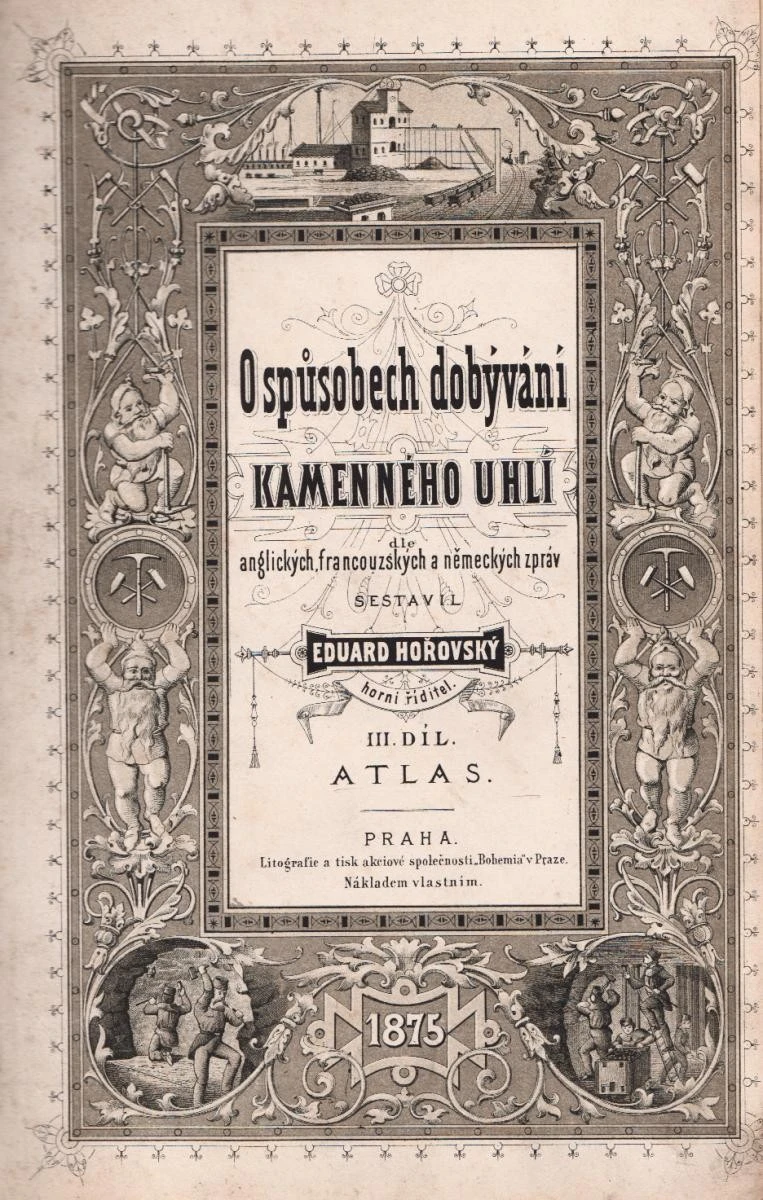 O spůsobech dobývání
KAMENNÉHO UHLÍ
dle
anglických, francouzských a německých zpráv
SESTAVIL
EDUARD HOŘOVSKÝ
horní řiditel.
III. DÍL.
ATLAS.
PRAHA.
Litografie a tisk akciové společnosti „Bohemia" v Praze.
Nákladem vlastním.
1875